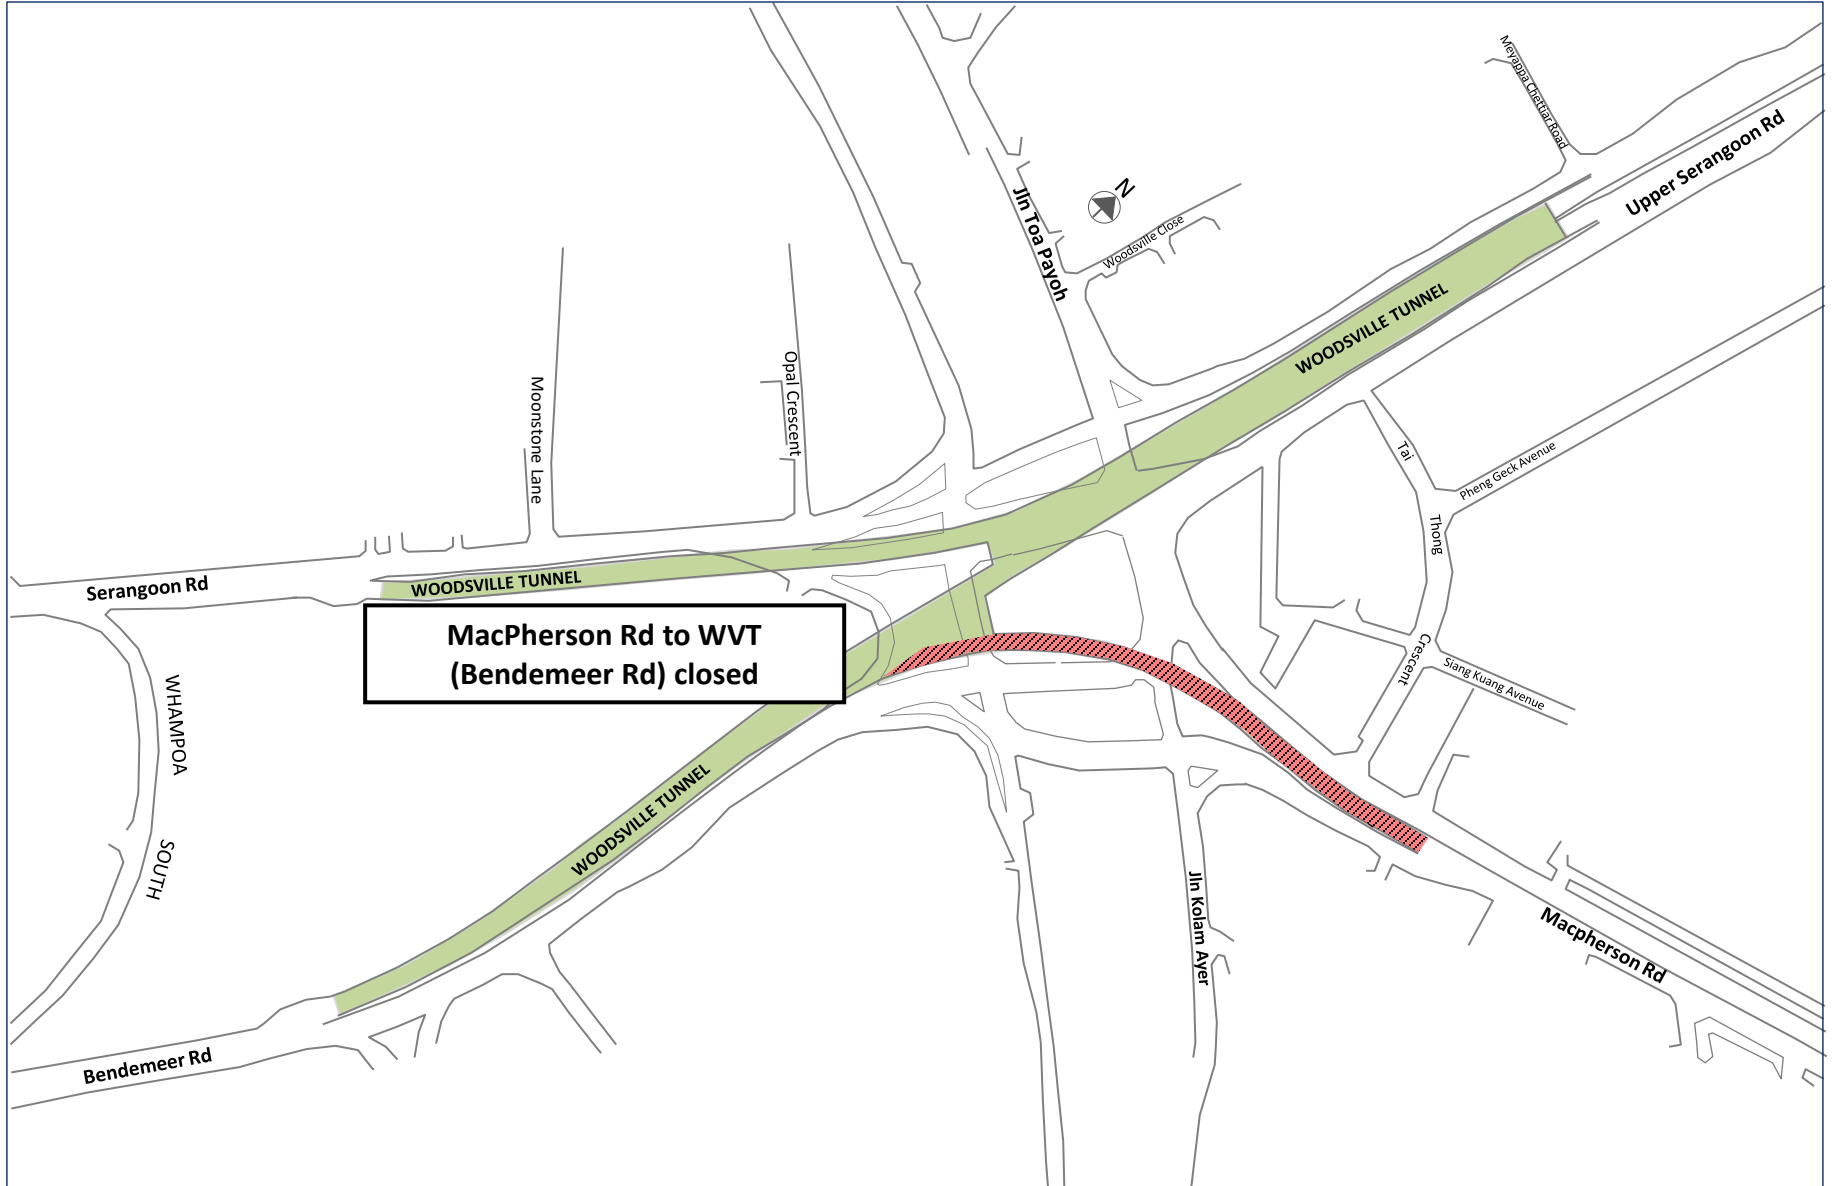 Meyappa Chettiar Road
Upper Serangoon Rd
N
Jln Toa Payoh
Woodsville Close
WOODSVILLE TUNNEL
Opal Crescent
Moonstone Lane
Tai
Thong
Crescent
Pheng Geck Avenue
Serangoon Rd
WOODSVILLE TUNNEL
MacPherson Rd to WVT
(Bendemeer Rd) closed
Siang Kuang Avenue
WHAMPOA
SOUTH
WOODSVILLE TUNNEL
Jln Kolam Ayer
Macpherson Rd
Bendemeer Rd